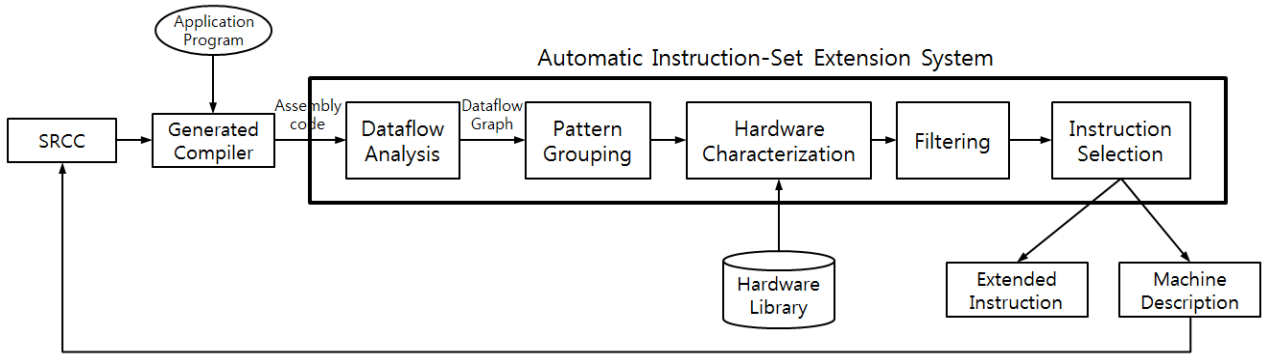 Application
Program
Automatic Instruction-Set Extension System
SRCC
Generated
Compiler
Assembly
code
Dataflow
Analysis
Dataflow
Graph
Pattern
Grouping
Hardware
Characterization
Filtering
Instruction
Selection
Hardware
Library
Extended
Instruction
Machine
Description